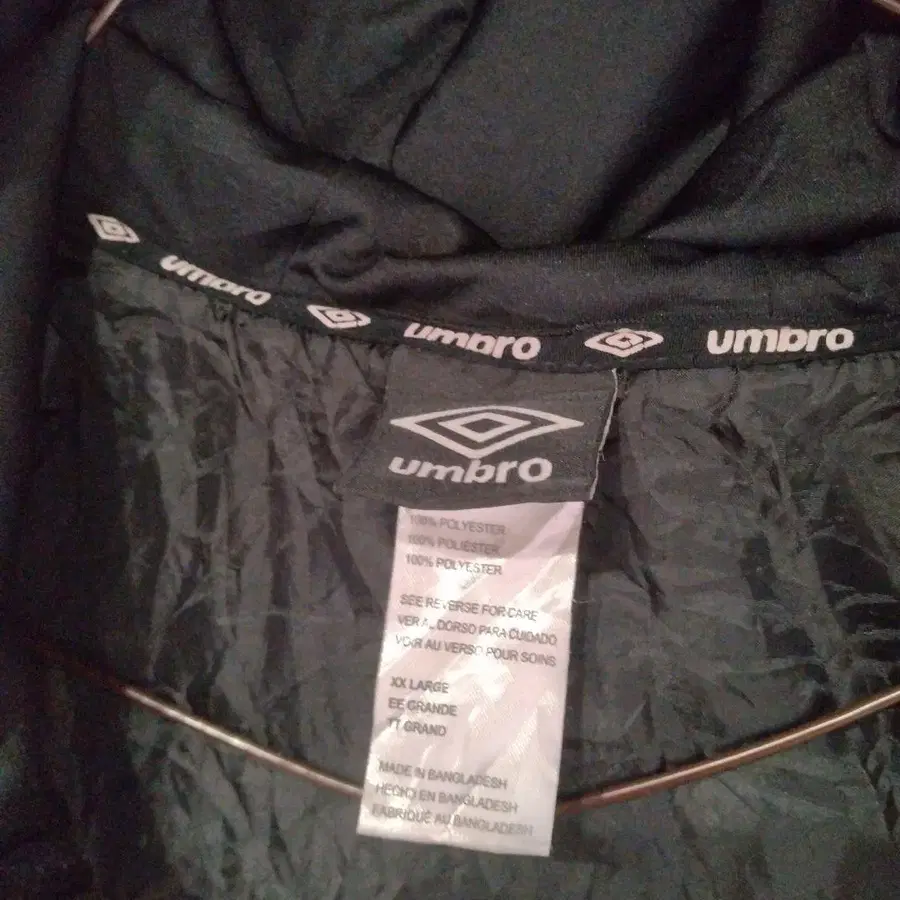 umbro
umbro
umbro
umbro
100% POLYESTER
100% POLIESTER
100% POLYESTER
SEE REVERSE FOR CARE
VER AL DORSO PARA CUIDADO
VOIR AU VERSO POUR SOINS
XX LARGE
EE GRANDE
TT GRAND
MADE IN BANGLADESH
HECHO EN BANGLADESH
FABRIQUÉ AU BANGLADESH